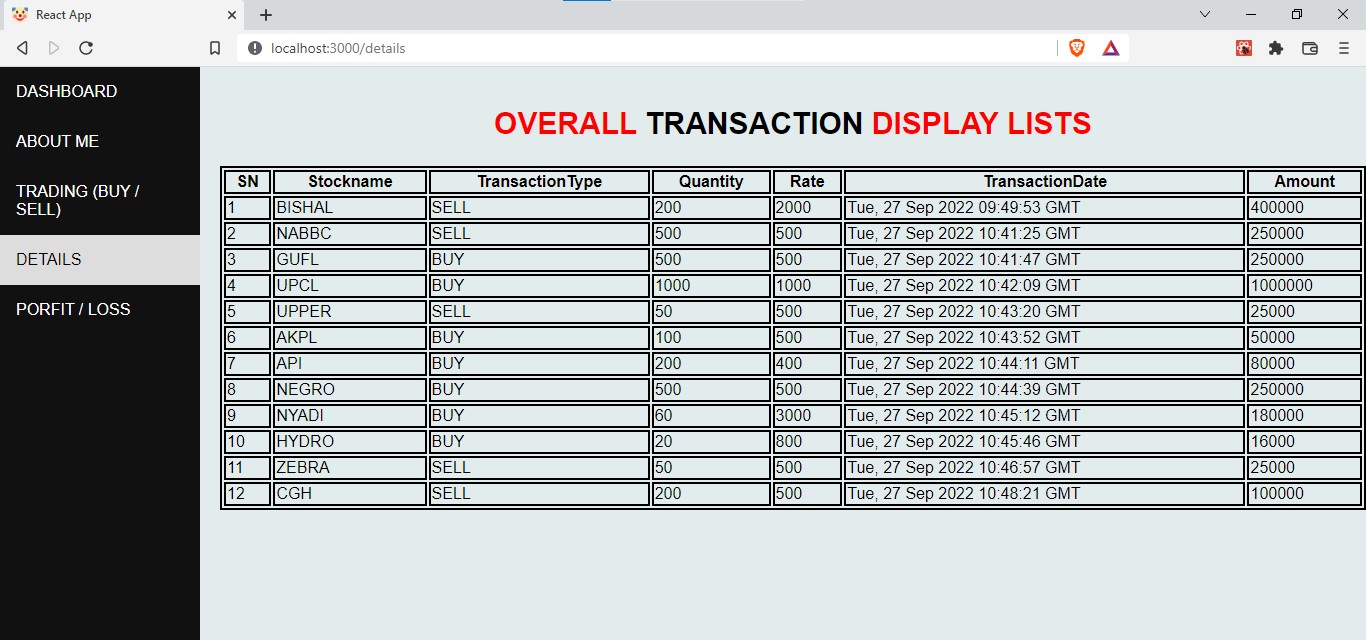 React App
localhost:3000/details
DASHBOARD
ABOUT ME
TRADING (BUY /
SELL)
DETAILS
PORFIT / LOSS
OVERALL TRANSACTION DISPLAY LISTS
SN Stockname TransactionType Quantity Rate TransactionDate Amount
1 BISHAL SELL 200 2000 Tue, 27 Sep 2022 09:49:53 GMT 400000
2 NABBC SELL 500 500 Tue, 27 Sep 2022 10:41:25 GMT 250000
3 GUFL BUY 500 500 Tue, 27 Sep 2022 10:41:47 GMT 250000
4 UPCL BUY 1000 1000 Tue, 27 Sep 2022 10:42:09 GMT 1000000
5 UPPER SELL 50 500 Tue, 27 Sep 2022 10:43:20 GMT 25000
6 AKPL BUY 100 500 Tue, 27 Sep 2022 10:43:52 GMT 50000
7 API BUY 200 400 Tue, 27 Sep 2022 10:44:11 GMT 80000
8 NEGRO BUY 500 500 Tue, 27 Sep 2022 10:44:39 GMT 250000
9 NYADI BUY 60 3000 Tue, 27 Sep 2022 10:45:12 GMT 180000
10 HYDRO BUY 20 800 Tue, 27 Sep 2022 10:45:46 GMT 16000
11 ZEBRA SELL 50 500 Tue, 27 Sep 2022 10:46:57 GMT 25000
12 CGH SELL 200 500 Tue, 27 Sep 2022 10:48:21 GMT 100000